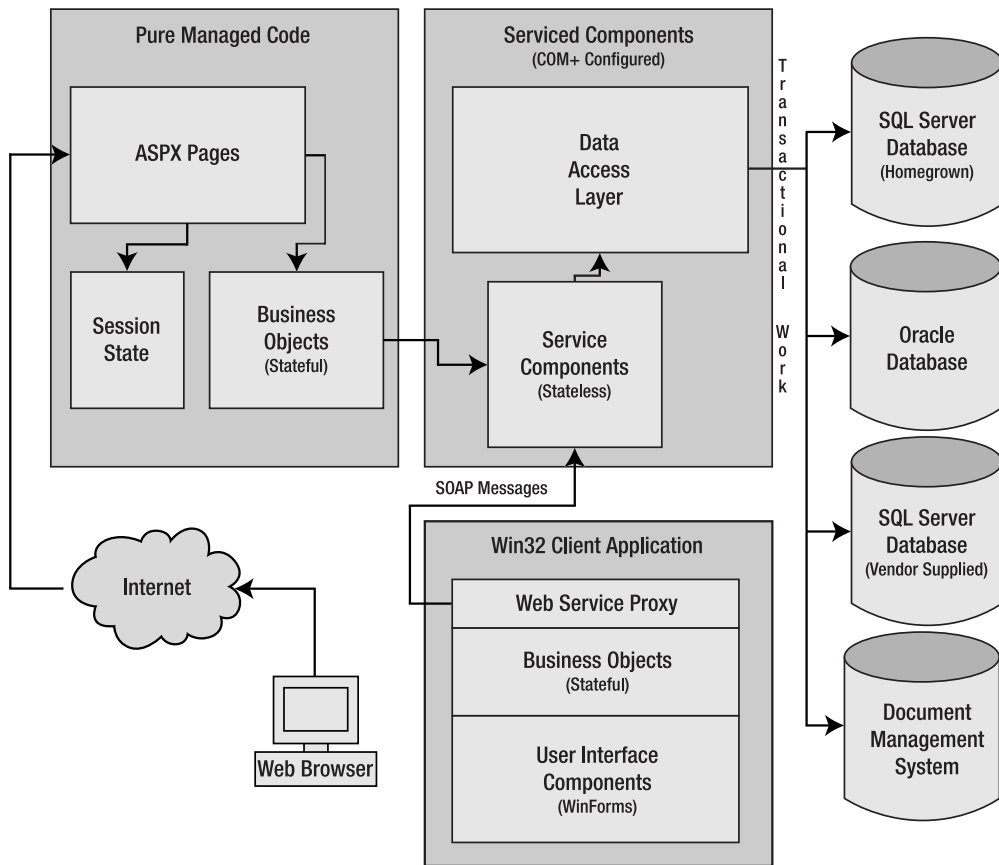 Pure Managed Code
ASPX Pages
Session
State
Business
Objects
(Stateful)
Serviced Components
(COM+ Configured)
Data
Access
Layer
Service
Components
(Stateless)
Transactional Work
SQL Server
Database
(Homegrown)
Oracle
Database
SQL Server
Database
(Vendor Supplied)
Document
Management
System
SOAP Messages
Win32 Client Application
Web Service Proxy
Business Objects
(Stateful)
User Interface
Components
(WinForms)
Internet
Web Browser